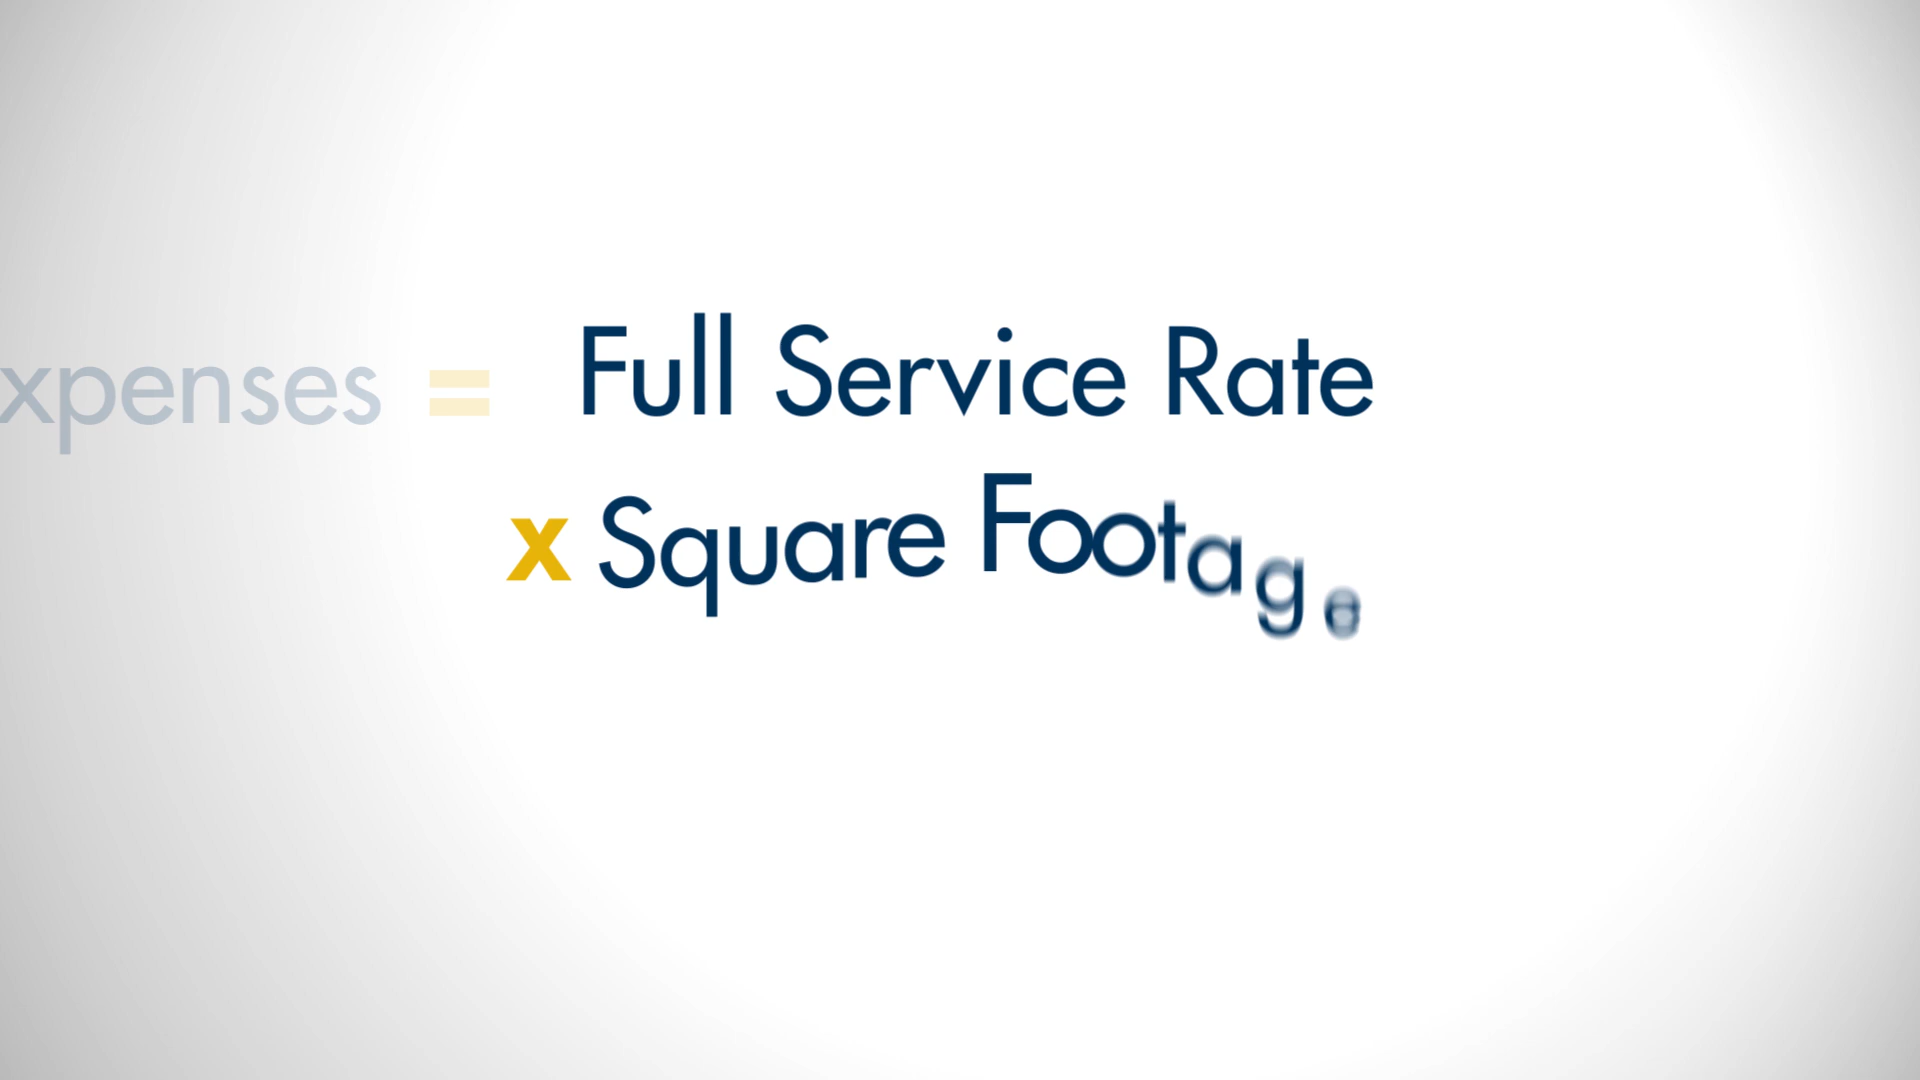 xpenses = Full Service Rate
x Square Footage